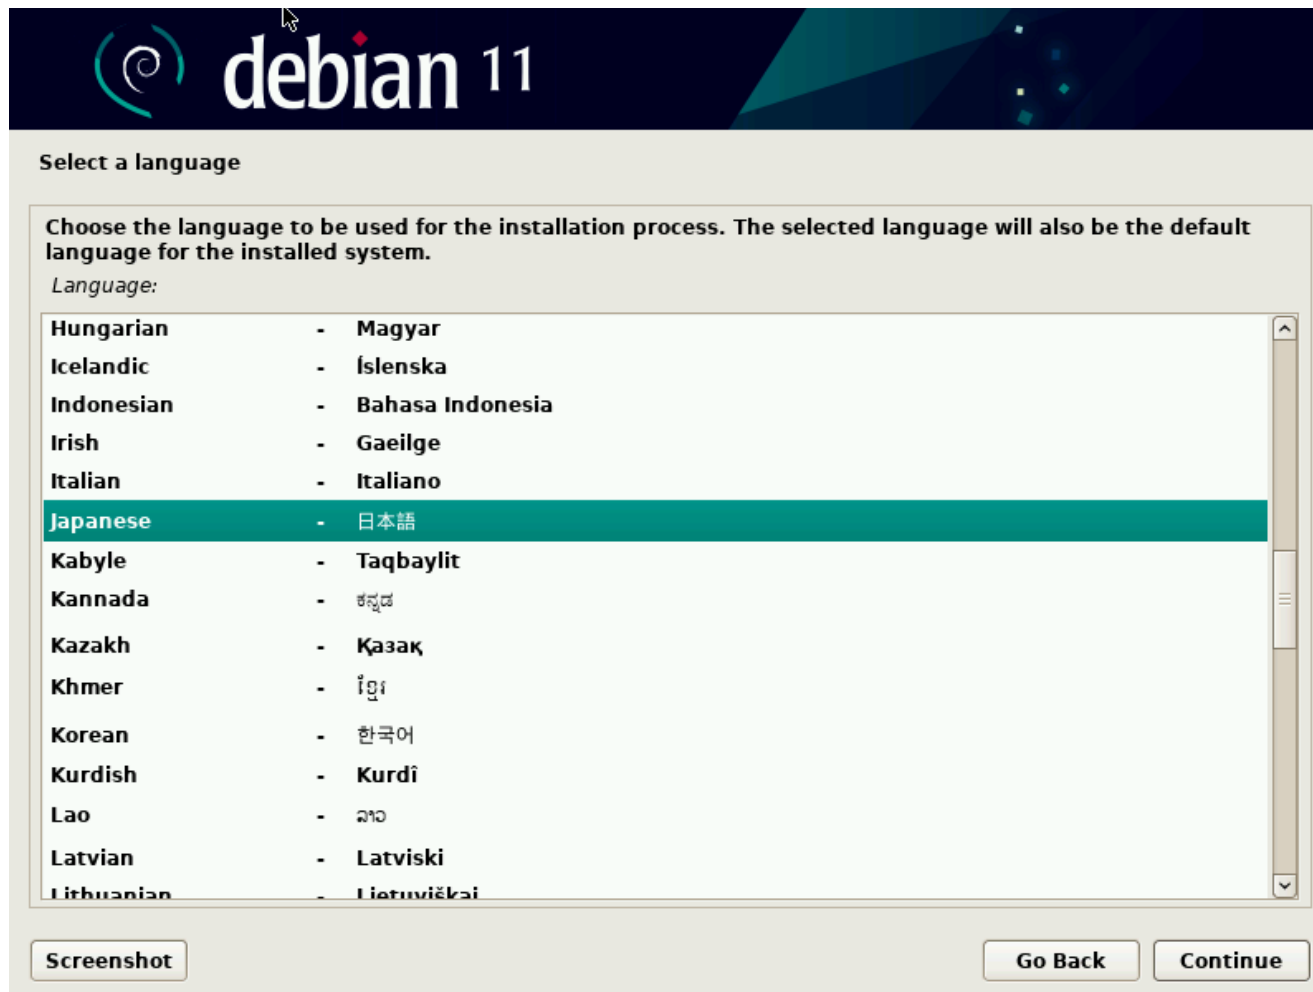 debian 11
Select a language
Choose the language to be used for the installation process. The selected language will also be the default
language for the installed system.
Language:
Hungarian - Magyar
Icelandic - Íslenska
Indonesian - Bahasa Indonesia
Irish - Gaeilge
Italian - Italiano
Japanese - 日本語
Kabyle - Taqbaylit
Kannada - ಕನ್ನಡ
Kazakh - Қазақ
Khmer - ខ្មែរ
Korean - 한국어
Kurdish - Kurdî
Lao - ລາວ
Latvian - Latviski
Lithuanian - Lietuviškai
Screenshot Go Back Continue